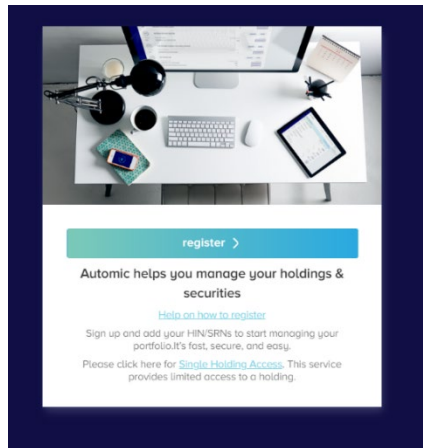 register >
Automic helps you manage your holdings &
securities
Help on how to register
Sign up and add your HIN/SRNs to start managing your
portfolio.It's fast, secure, and easy.
Please click here for Single Holding Access. This service
provides limited access to a holding.